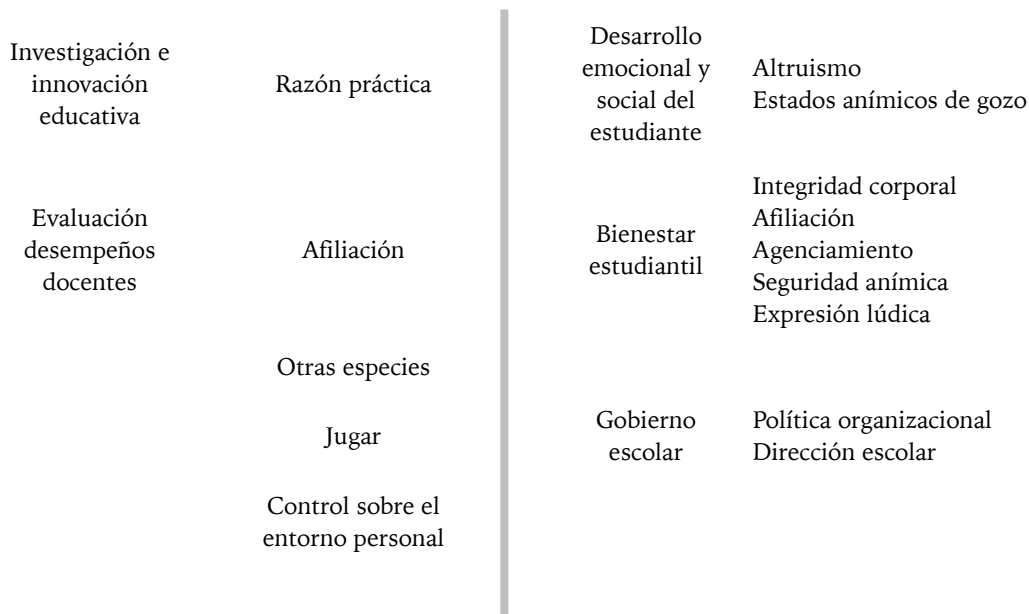 Investigación e
innovación
educativa
Razón práctica
Evaluación
desempeños
docentes
Afiliación
Otras especies
Jugar
Control sobre el
entorno personal
Desarrollo
emocional y
social del
estudiante
Altruismo
Estados anímicos de gozo
Bienestar
estudiantil
Integridad corporal
Afiliación
Agenciamiento
Seguridad anímica
Expresión lúdica
Gobierno
escolar
Política organizacional
Dirección escolar